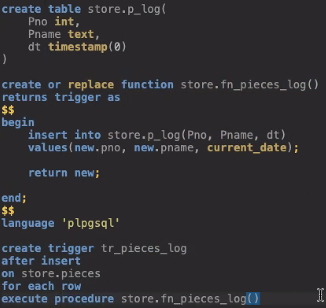 create table store.p_log(
Pno int,
Pname text,
dt timestamp(0)
)
create or replace function store.fn_pieces_log()
returns trigger as
$$
begin
insert into store.p_log(Pno, Pname, dt)
values(new.pno, new.pname, current_date);
return new;
end;
$$
language 'plpgsql'
create trigger tr_pieces_log
after insert
on store.pieces
for each row
execute procedure store.fn_pieces_log()